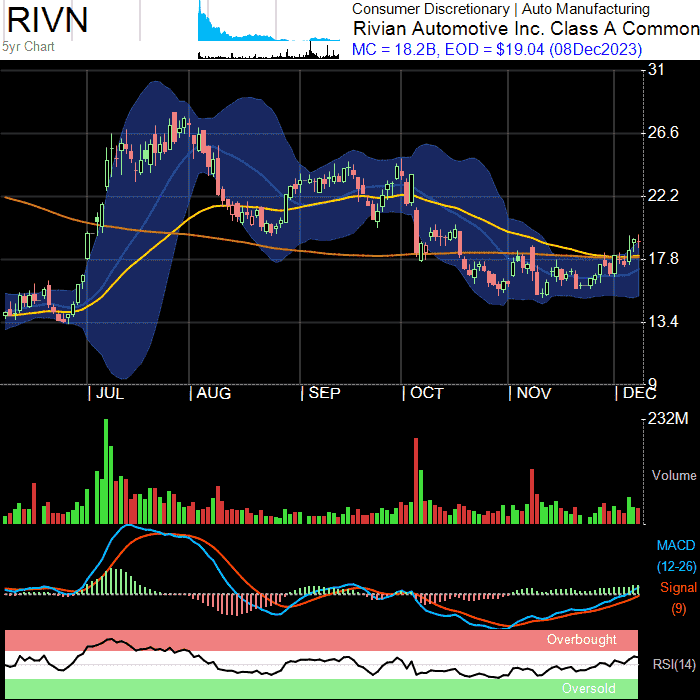 RIVN
5yr Chart
Consumer Discretionary | Auto Manufacturing
Rivian Automotive Inc. Class A Common
MC = 18.2B, EOD = $19.04 (08Dec2023)
31
26.6
22.2
17.8
13.4
9
JUL AUG SEP OCT NOV DEC
232M
Volume
MACD
(12-26)
Signal
(9)
Overbought
RSI(14)
Oversold